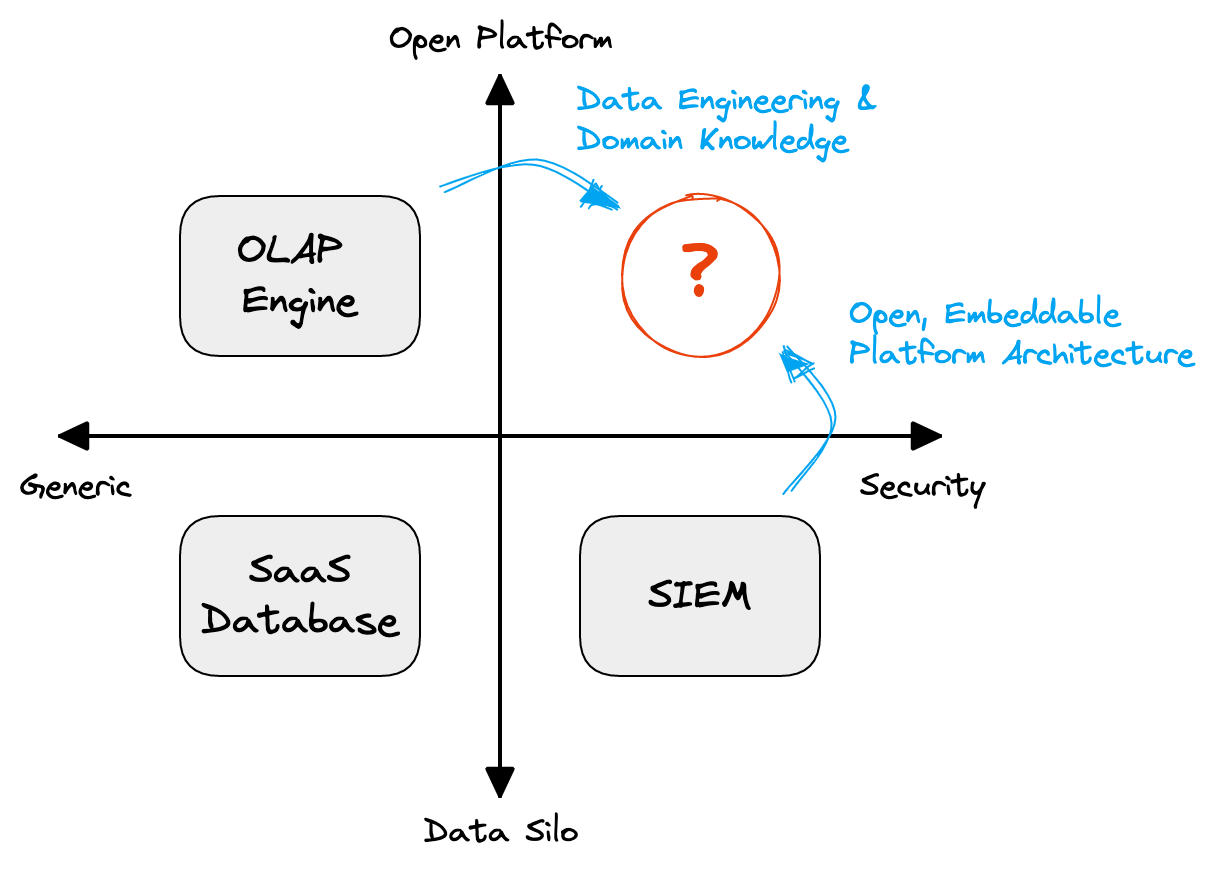 Open Platform
Data Engineering &
Domain Knowledge
OLAP
Engine
?
Open, Embeddable
Platform Architecture
Generic
Security
SaaS
Database
SIEM
Data Silo